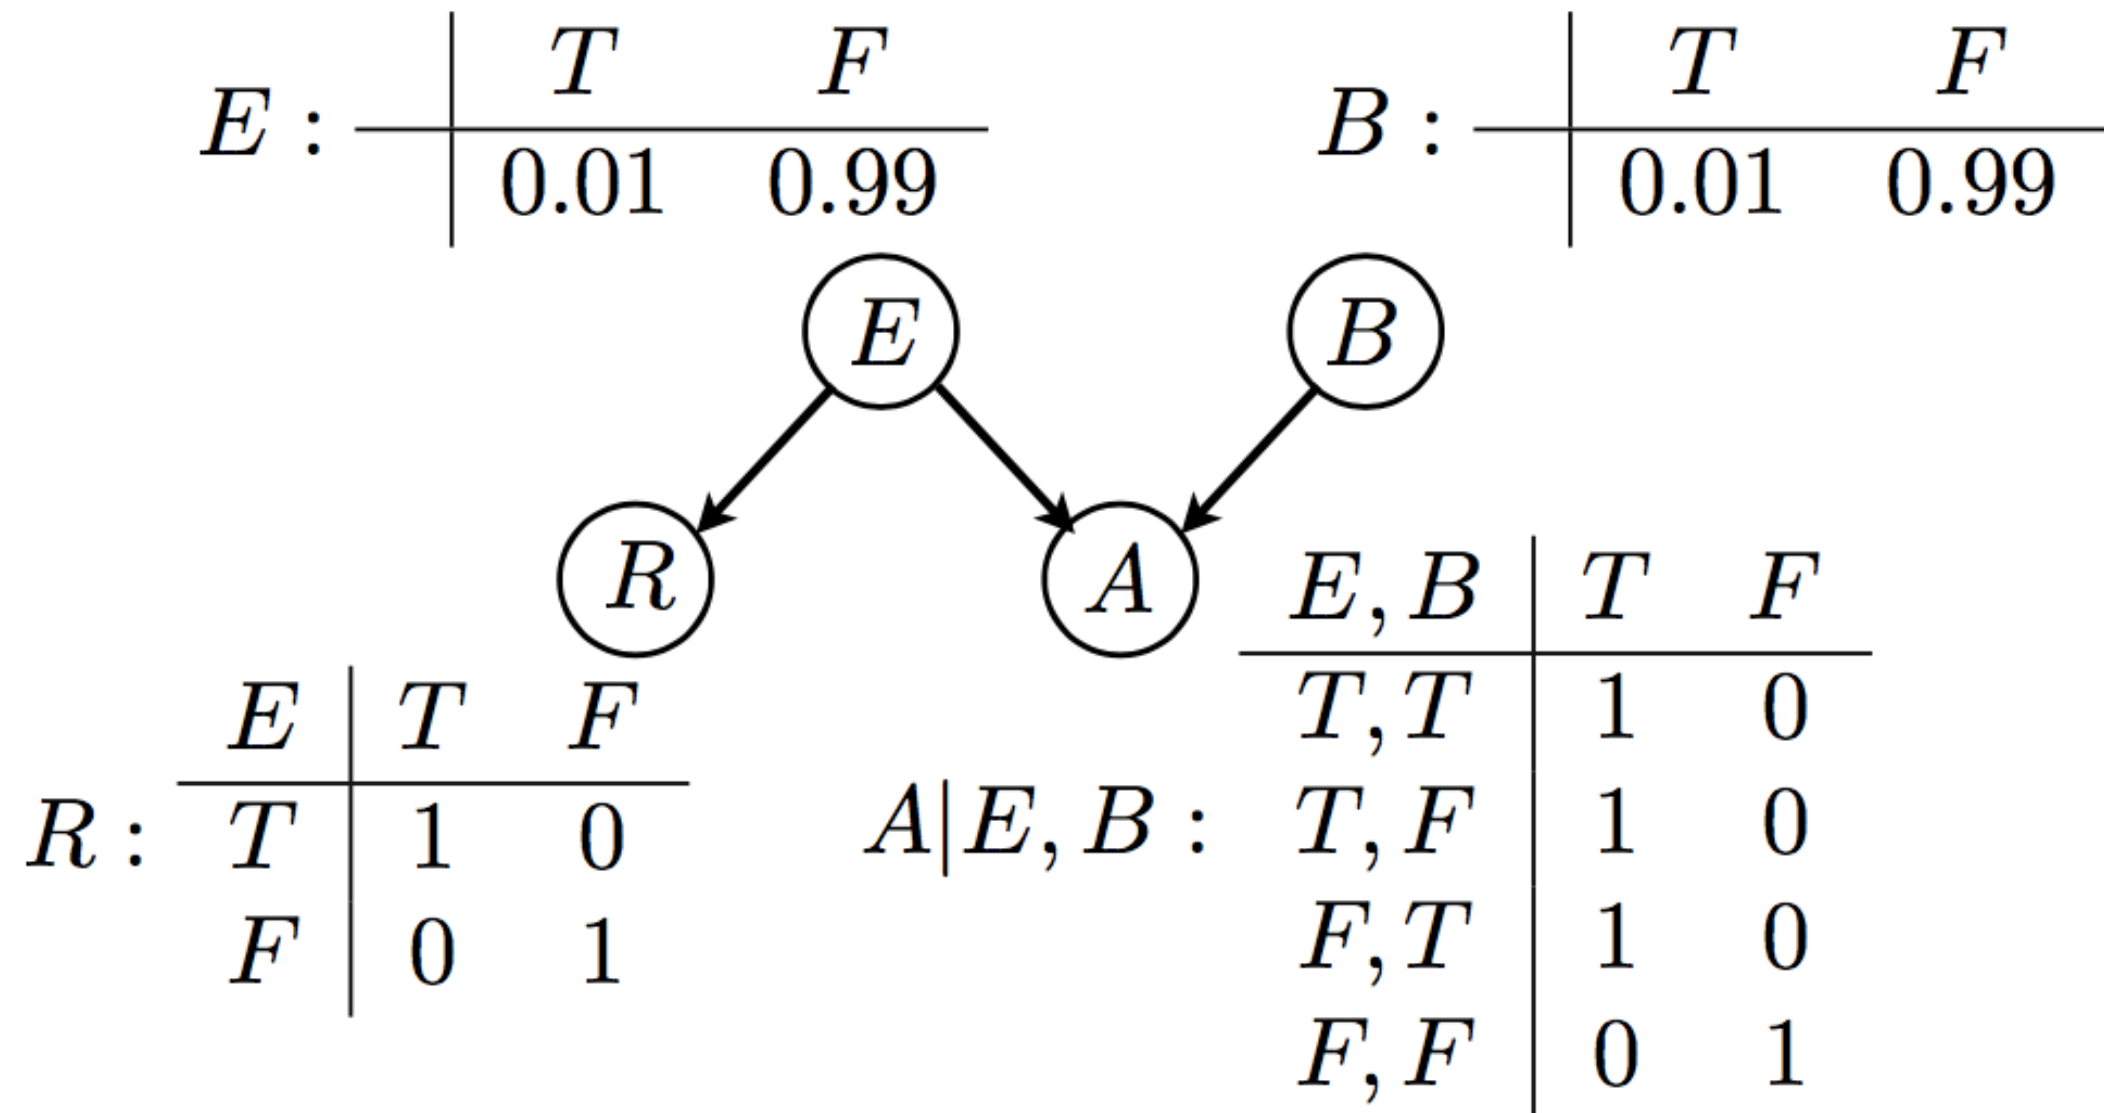 E : T F
0.01 0.99
B : T F
0.01 0.99
E
B
R
A
R : E T F
T 1 0
F 0 1
A|E, B : E, B T F
T, T 1 0
T, F 1 0
F, T 1 0
F, F 0 1